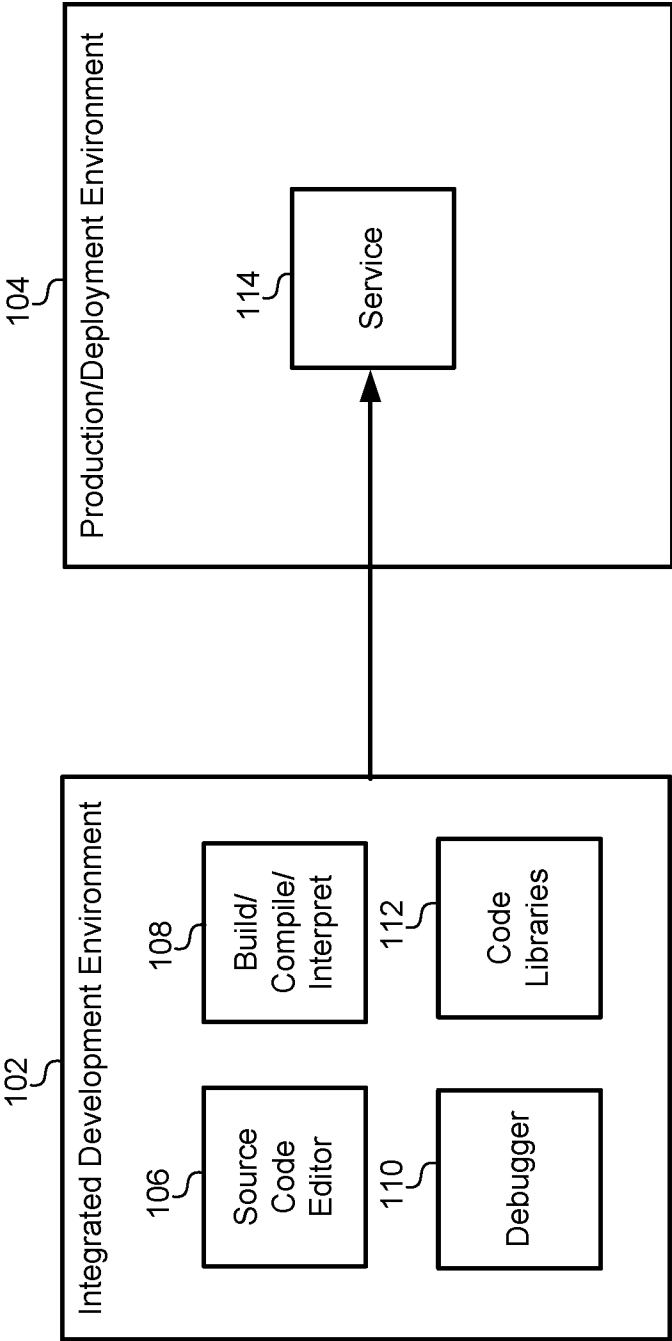 102
Integrated Development Environment
106
Source
Code
Editor
108
Build/
Compile/
Interpret
110
Debugger
112
Code
Libraries
104
Production/Deployment Environment
114
Service